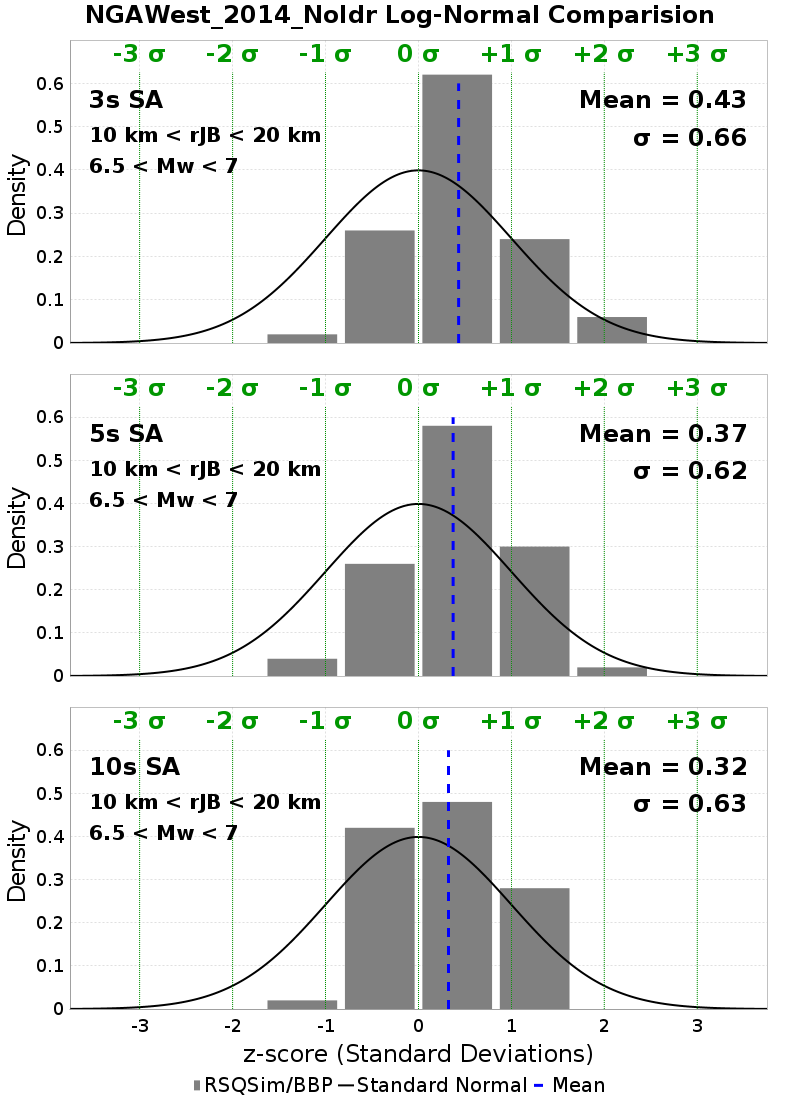 NGAWest_2014_NoIdr Log-Normal Comparision
-3 σ -2 σ -1 σ 0 σ +1 σ +2 σ +3 σ
3s SA
Mean = 0.43
10 km < rJB < 20 km
σ = 0.66
6.5 < Mw < 7
Density
0.6
0.5
0.4
0.3
0.2
0.1
0
-3 σ -2 σ -1 σ 0 σ +1 σ +2 σ +3 σ
5s SA
Mean = 0.37
10 km < rJB < 20 km
σ = 0.62
6.5 < Mw < 7
Density
0.6
0.5
0.4
0.3
0.2
0.1
0
-3 σ -2 σ -1 σ 0 σ +1 σ +2 σ +3 σ
10s SA
Mean = 0.32
10 km < rJB < 20 km
σ = 0.63
6.5 < Mw < 7
Density
0.6
0.5
0.4
0.3
0.2
0.1
0
-3 -2 -1 0 1 2 3
z-score (Standard Deviations)
RSQSim/BBP Standard Normal Mean